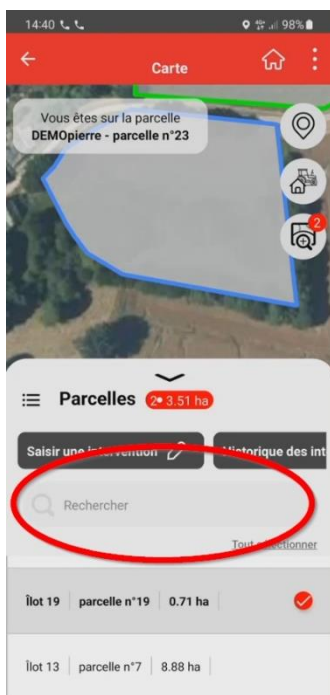 14:40 98%
Carte
Vous êtes sur la parcelle
DEMOpierre - parcelle n°23
2
Parcelles 2 3.51 ha
Saisir une intervention Historique des int
Rechercher
Tout sélectionner
Îlot 19 parcelle n°19 0.71 ha
Îlot 13 parcelle n°7 8.88 ha